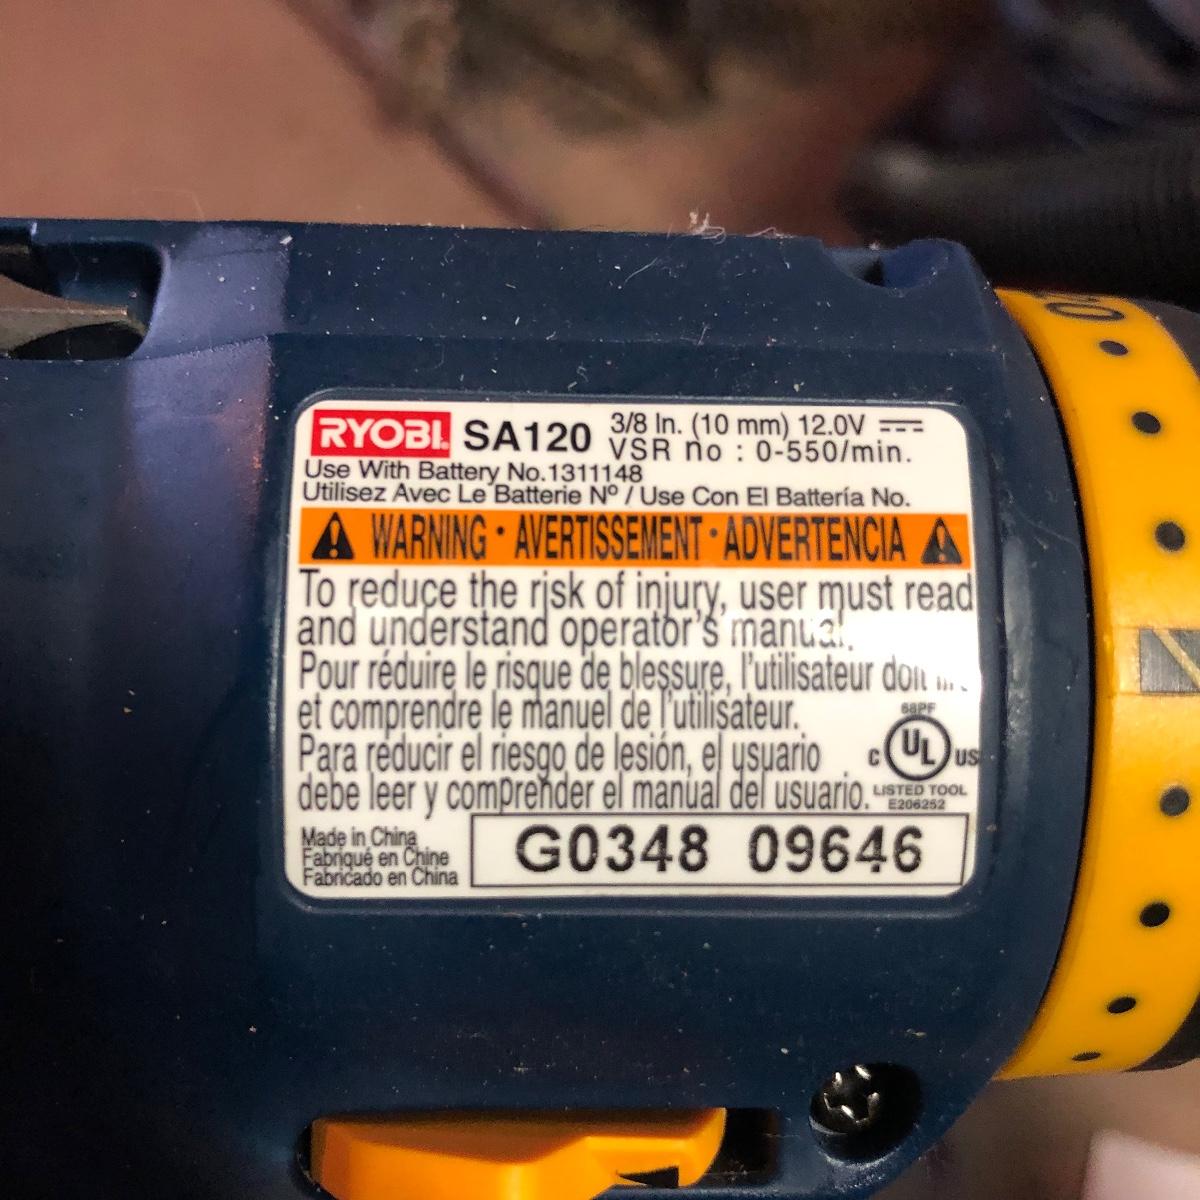 RYOBI SA120 3/8 In. (10 mm) 12.0V
VSR no : 0-550/min.
Use With Battery No.1311148
Utilisez Avec Le Batterie Nº / Use Con El Batterίa No.
WARNING · AVERTISSEMENT · ADVERTENCIA
To reduce the risk of injury, user must read
and understand operator's manual.
Pour réduire le risque de blessure, l'utilisateur doit
et comprendre le manuel de l'utilisateur.
Para reducir el riesgo de lesión, el usuario
debe leer y comprender el manual del usuario.
68PF
C UL US
LISTED TOOL
E206252
Made in China
Fabriqué en Chine
Fabricado en China
G0348 09646